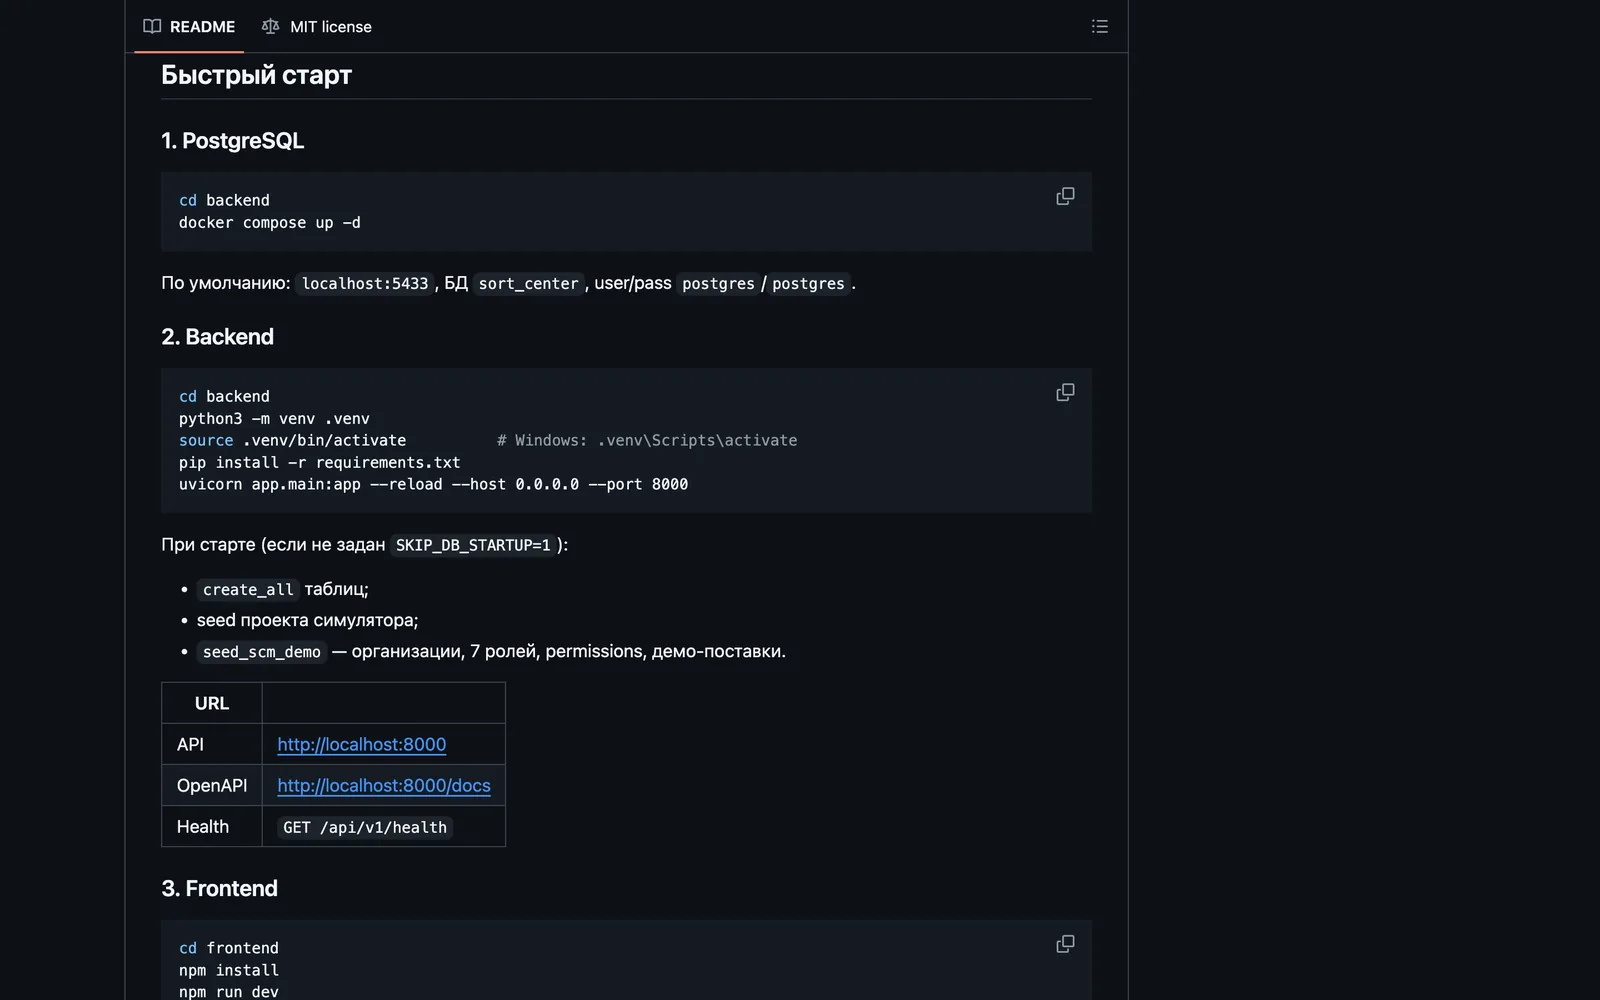 README MIT license
Быстрый старт
1. PostgreSQL
cd backend
docker compose up -d
По умолчанию: localhost:5433, БД sort_center, user/pass postgres/postgres.
2. Backend
cd backend
python3 -m venv .venv
source .venv/bin/activate          # Windows: .venv\Scripts\activate
pip install -r requirements.txt
uvicorn app.main:app --reload --host 0.0.0.0 --port 8000
При старте (если не задан SKIP_DB_STARTUP=1):
• create_all таблиц;
• seed проекта симулятора;
• seed_scm_demo — организации, 7 ролей, permissions, демо-поставки.
URL
API http://localhost:8000
OpenAPI http://localhost:8000/docs
Health GET /api/v1/health
3. Frontend
cd frontend
npm install
npm run dev